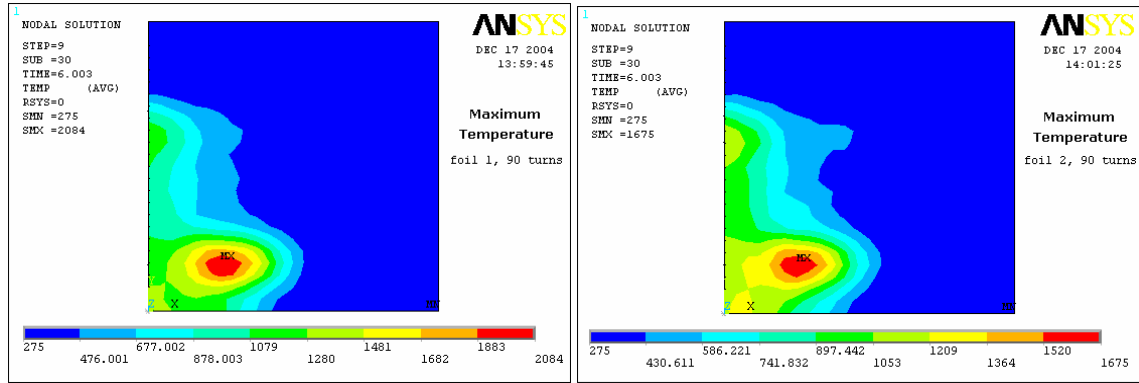 1
NODAL SOLUTION
STEP=9
SUB =30
TIME=6.003
TEMP (AVG)
RSYS=0
SMN =275
SMX =2084
ANSYS
DEC 17 2004
13:59:45
Maximum
Temperature
foil 1, 90 turns
MX
Y
Z X
MN
275 677.002 1079 1481 1883
476.001 878.003 1280 1682 2084
1
NODAL SOLUTION
STEP=9
SUB =30
TIME=6.003
TEMP (AVG)
RSYS=0
SMN =275
SMX =1675
ANSYS
DEC 17 2004
14:01:25
Maximum
Temperature
foil 2, 90 turns
MX
Z X
MN
275 586.221 897.442 1209 1520
430.611 741.832 1053 1364 1675